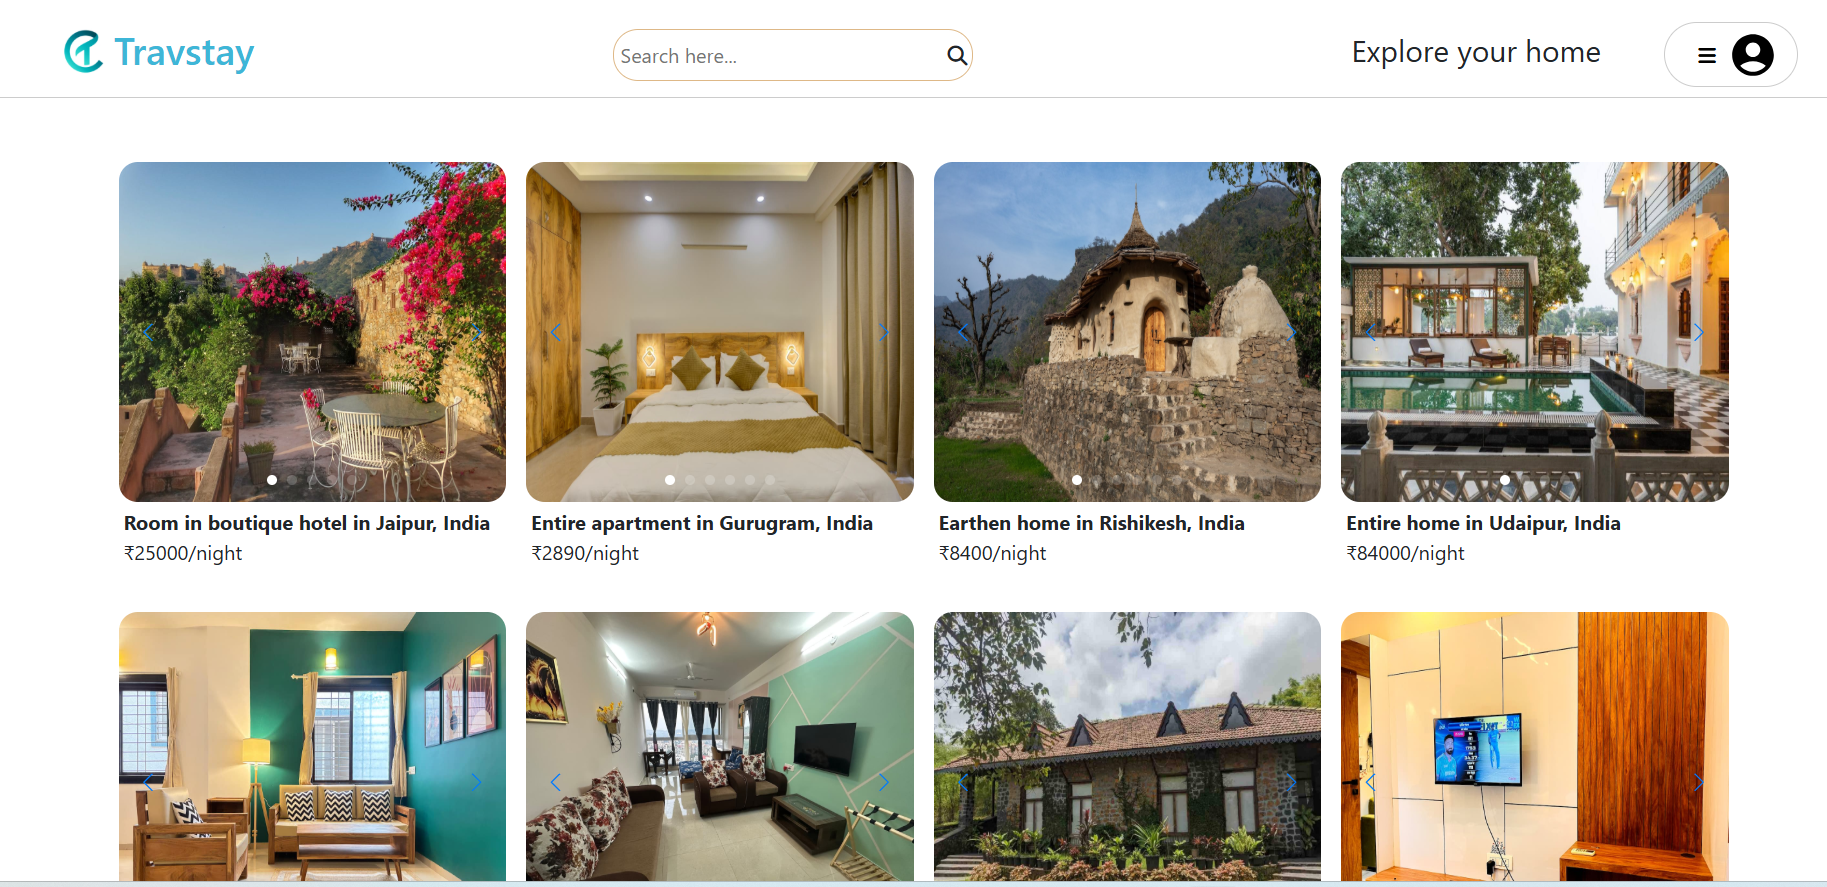 Travstay
Search here...
Explore your home
Room in boutique hotel in Jaipur, India
₹25000/night
Entire apartment in Gurugram, India
₹2890/night
Earthen home in Rishikesh, India
₹8400/night
Entire home in Udaipur, India
₹84000/night